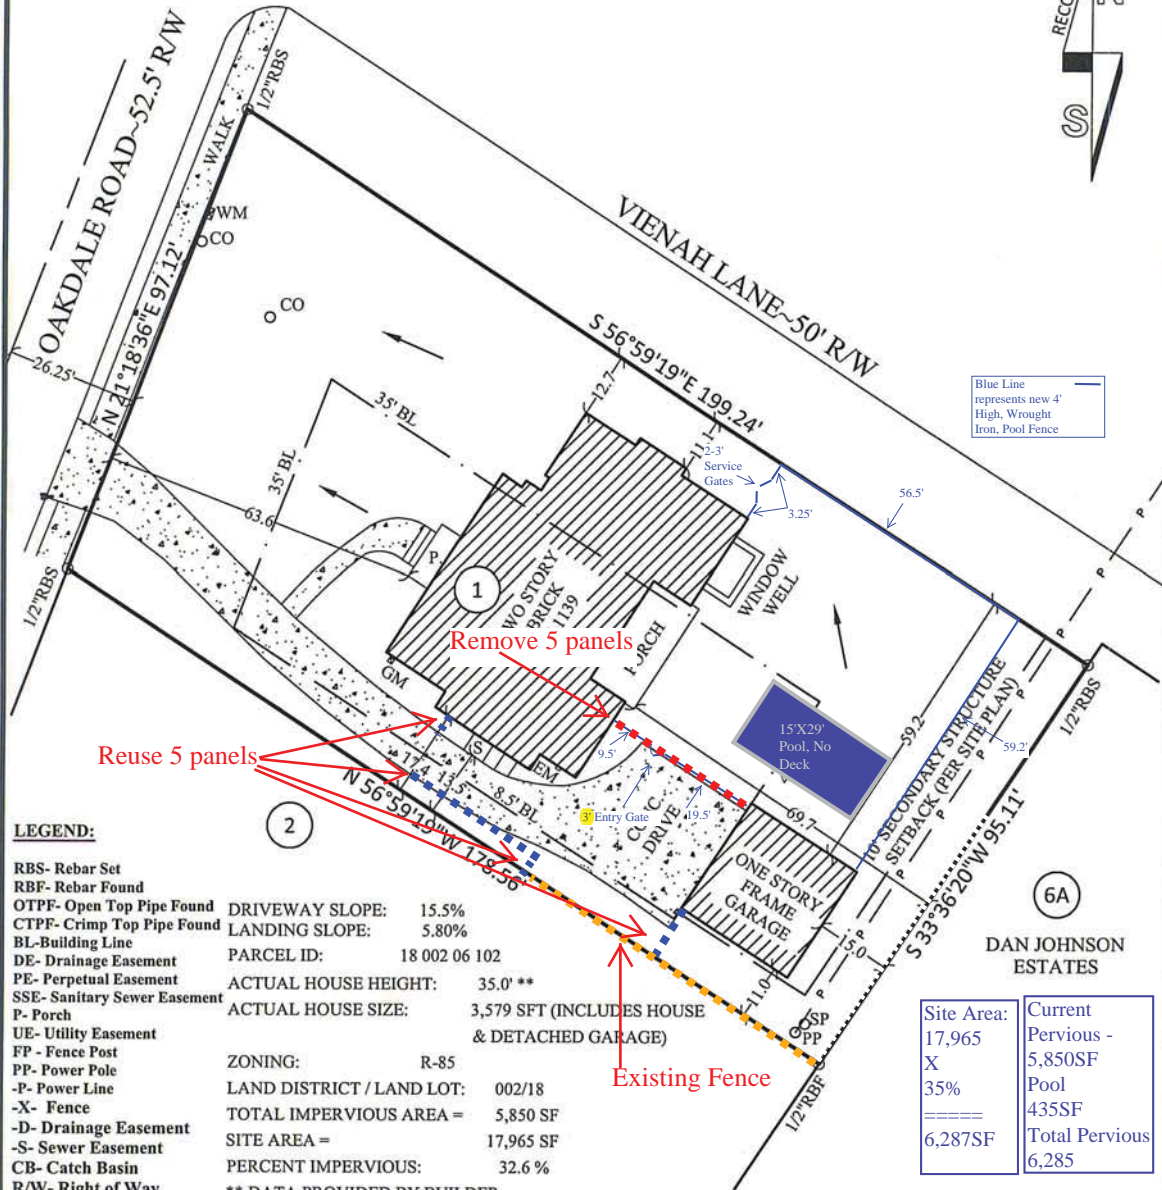 RECO
S
OAKDALE ROAD~52.5' R/W
1/2"RBS
WALK
WM
CO
CO
VIENAH LANE~50' R/W
N 21°18'36"E 97.12'
26.25'
S 56°59'19"E 199.24'
12.7
11.1
35' BL
35' BL
63.6
Blue Line
represents new 4'
High, Wrought
Iron, Pool Fence
2-3'
Service
Gates
3.25'
56.5'
P
P
P
1/2"RBS
P
1
WO STORY
BRICK
1139
WINDOW
WELL
Remove 5 panels
ORCH
GM
15'X29'
Pool, No
Deck
59.2
10' SECONDARY STRUCTURE
SETBACK (PER SITE PLAN)
59.2'
P
P
P
P
P
P
1/2"RBS
Reuse 5 panels
S
EM
9.5'
3' Entry Gate
19.5'
CONC
DRIVE
69.7
17.4
13.5
8.5' BL
N 56°59'19"W 178.56'
2
ONE STORY
FRAME
GARAGE
S 33°36'20"W 95.11'
6A
DAN JOHNSON
ESTATES
15.0
11.0
SP
PP
1/2"RBF
Existing Fence
LEGEND:
RBS- Rebar Set
RBF- Rebar Found
OTPF- Open Top Pipe Found
CTPF- Crimp Top Pipe Found
BL-Building Line
DE- Drainage Easement
PE- Perpetual Easement
SSE- Sanitary Sewer Easement
P- Porch
UE- Utility Easement
FP - Fence Post
PP- Power Pole
-P- Power Line
-X- Fence
-D- Drainage Easement
-S- Sewer Easement
CB- Catch Basin
R/W- Right of Way
DRIVEWAY SLOPE: 15.5%
LANDING SLOPE: 5.80%
PARCEL ID: 18 002 06 102
ACTUAL HOUSE HEIGHT: 35.0' **
ACTUAL HOUSE SIZE: 3,579 SFT (INCLUDES HOUSE
& DETACHED GARAGE)
ZONING: R-85
LAND DISTRICT / LAND LOT: 002/18
TOTAL IMPERVIOUS AREA = 5,850 SF
SITE AREA = 17,965 SF
PERCENT IMPERVIOUS: 32.6 %
** DATA PROVIDED BY BUILDER
Site Area:
17,965
X
35%
=====
6,287SF
Current
Pervious -
5,850SF
Pool
435SF
Total Pervious
6,285